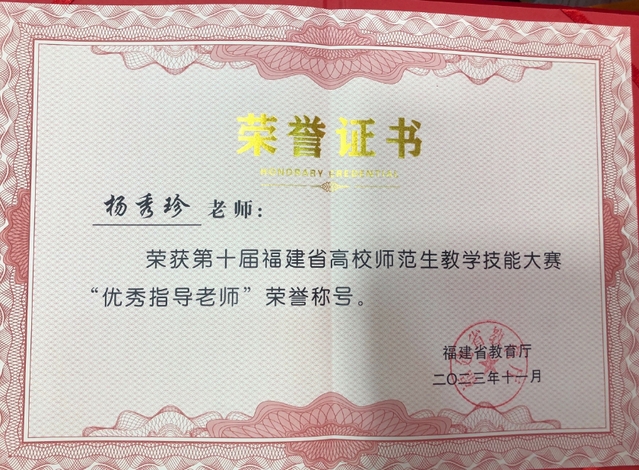 荣誉证书
HONORARY CREDENTIAL
杨秀珍 老师：
荣获第十届福建省高校师范生教学技能大赛
“优秀指导老师”荣誉称号。
福建省教育厅
二〇二三年十一月